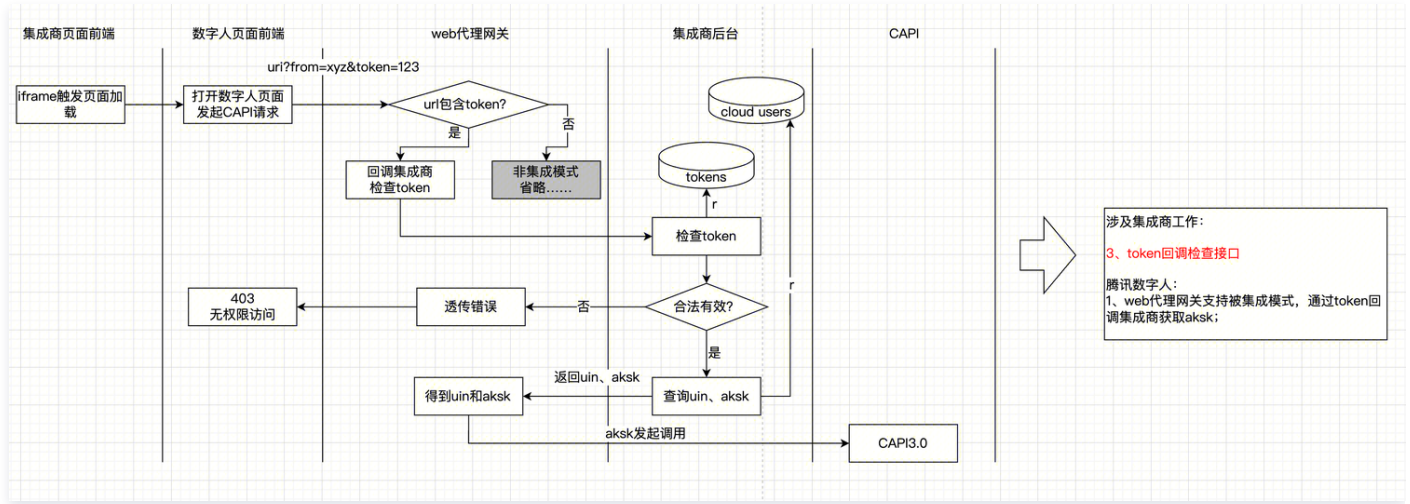 集成商页面前端
数字人页面前端
web代理网关
集成商后台
CAPI
uri?from=xyz&token=123
iframe触发页面加
载
打开数字人页面
发起CAPI请求
url包含token?
cloud users
是
否
回调集成商
检查token
非集成模式
省略……
tokens
r
检查token
涉及集成商工作：
3、token回调检查接口
腾讯数字人：
1、web代理网关支持被集成模式，通过token回
调集成商获取aksk；
r
403
无权限访问
透传错误
否
合法有效?
是
返回uin、aksk
得到uin和aksk
查询uin、aksk
aksk发起调用
CAPI3.0